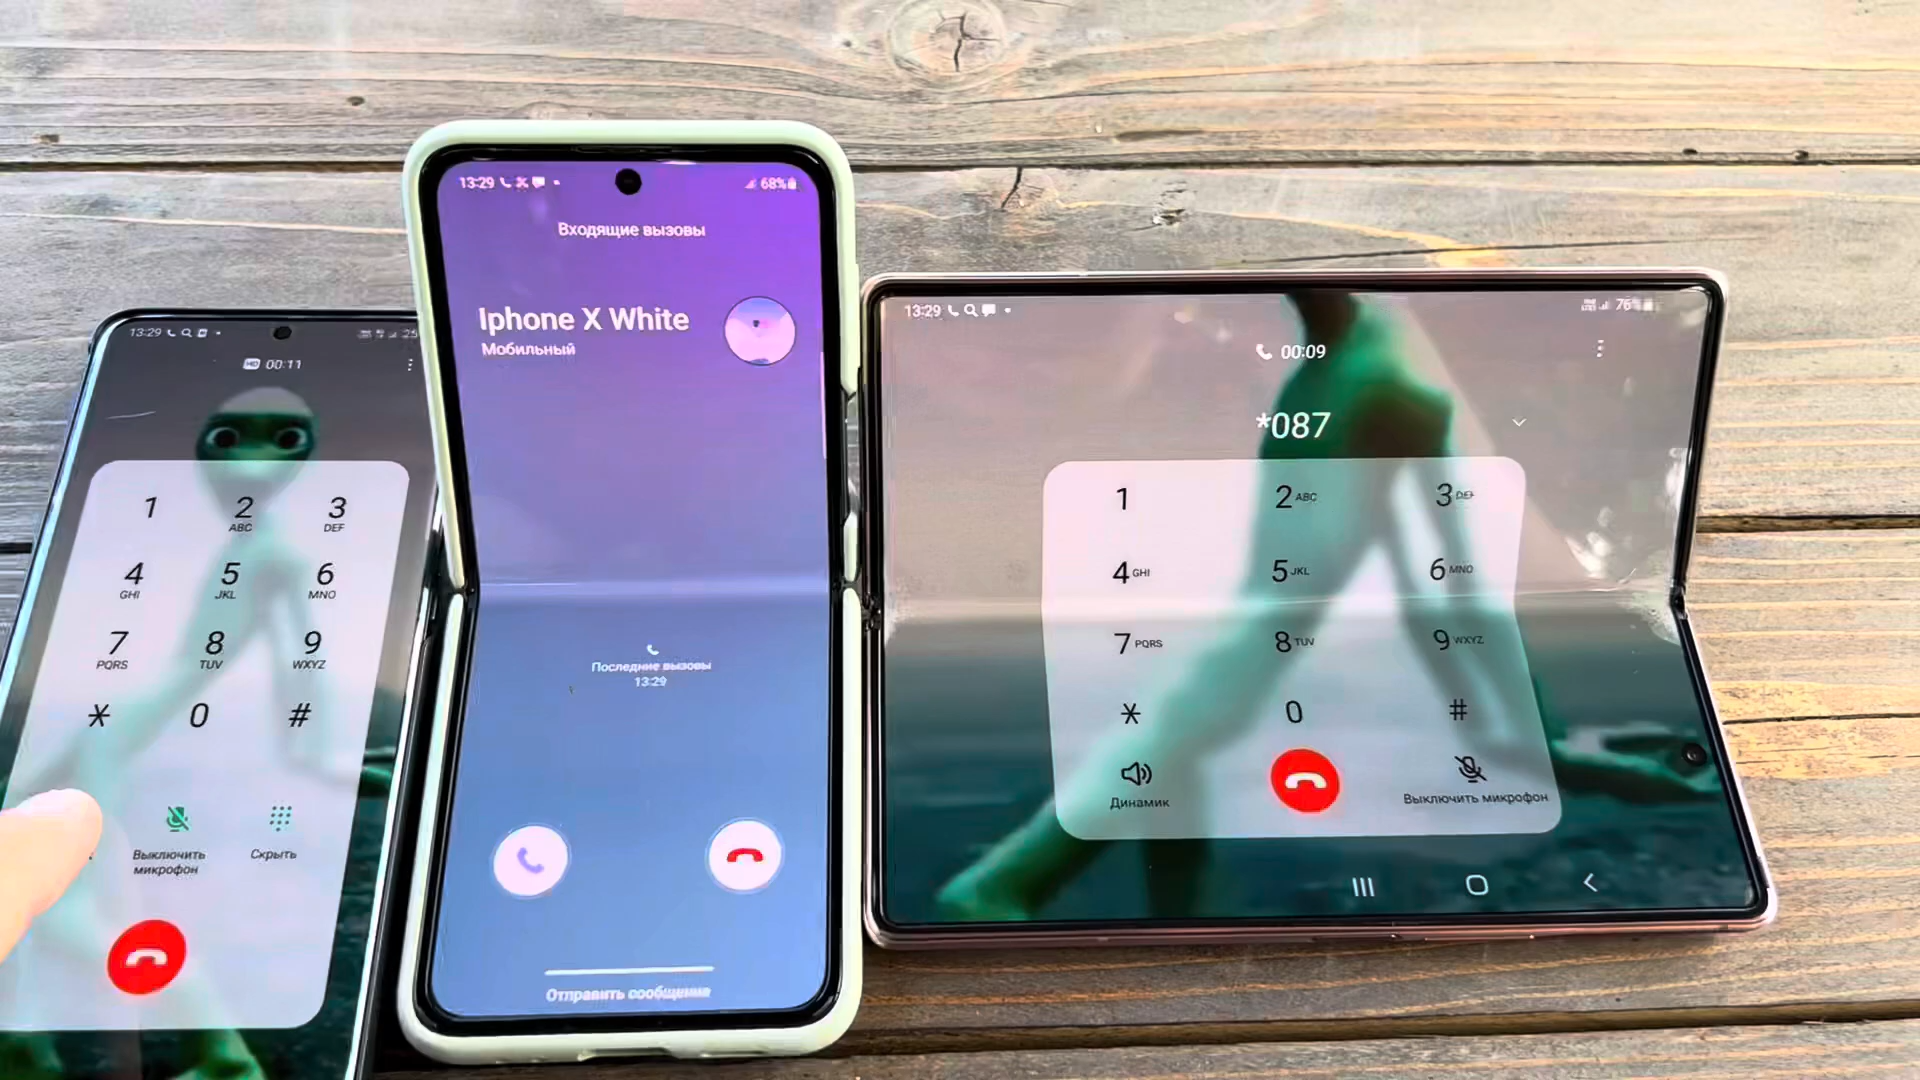 13:29
00:11
1 2 3
ABC DEF
4 5 6
GHI JKL MNO
7 8 9
PQRS TUV WXYZ
* 0 #
Выключить микрофон
Скрыть
13:29 68%
Входящие вызовы
Iphone X White
Мобильный
Последние вызовы
13:29
Отправить сообщение
13:29 76%
00:09
*087
1 2 ABC 3 DEF
4 GHI 5 JKL 6 MNO
7 PQRS 8 TUV 9 WXYZ
* 0 #
Динамик
Выключить микрофон